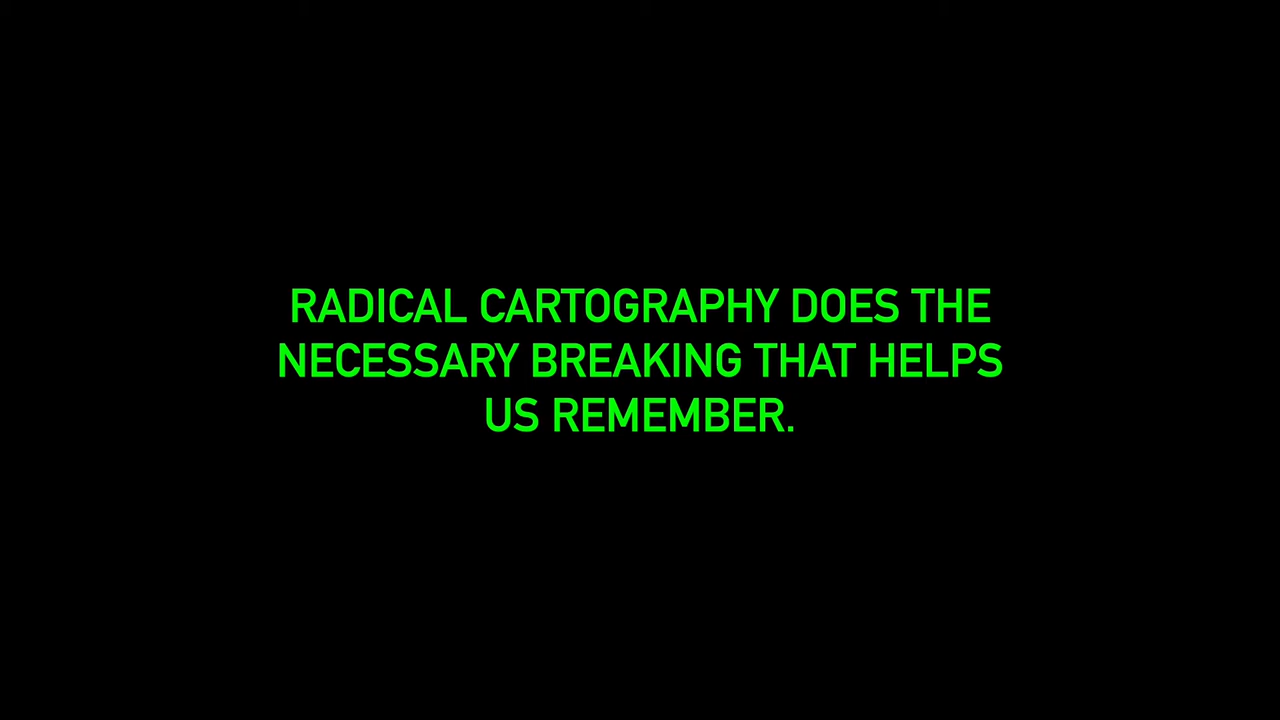 RADICAL CARTOGRAPHY DOES THE
NECESSARY BREAKING THAT HELPS
US REMEMBER.